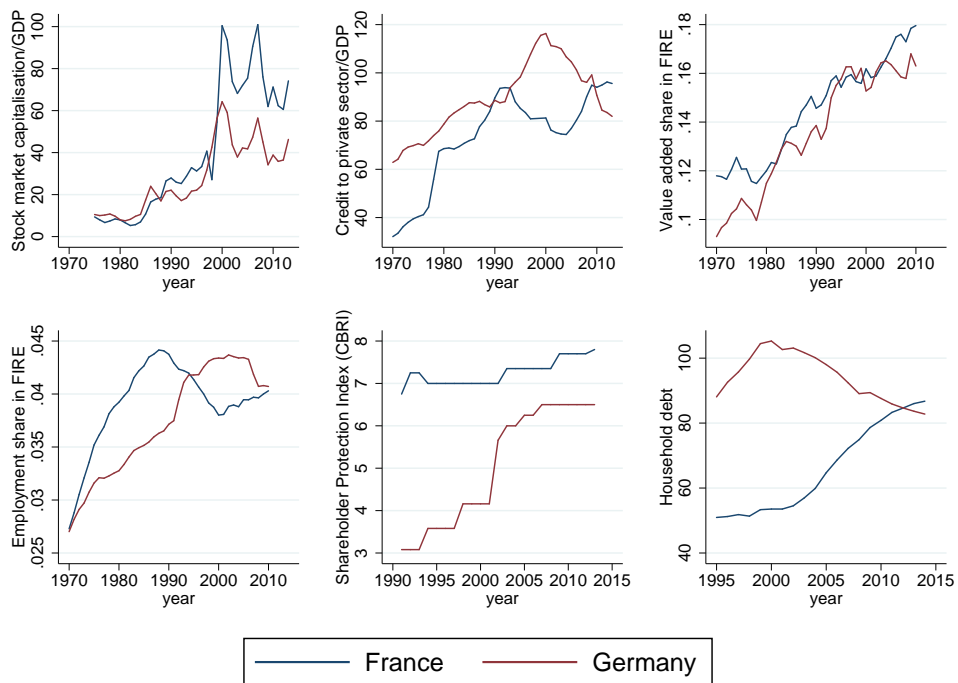 Stock market capitalisation/GDP
0 20 40 60 80 100
1970 1980 1990 2000 2010
year
Credit to private sector/GDP
40 60 80 100 120
1970 1980 1990 2000 2010
year
Value added share in FIRE
.1 .12 .14 .16 .18
1970 1980 1990 2000 2010
year
Employment share in FIRE
.025 .03 .035 .04 .045
1970 1980 1990 2000 2010
year
Shareholder Protection Index (CBRI)
3 4 5 6 7 8
1990 1995 2000 2005 2010 2015
year
Household debt
40 60 80 100
1995 2000 2005 2010 2015
year
France Germany